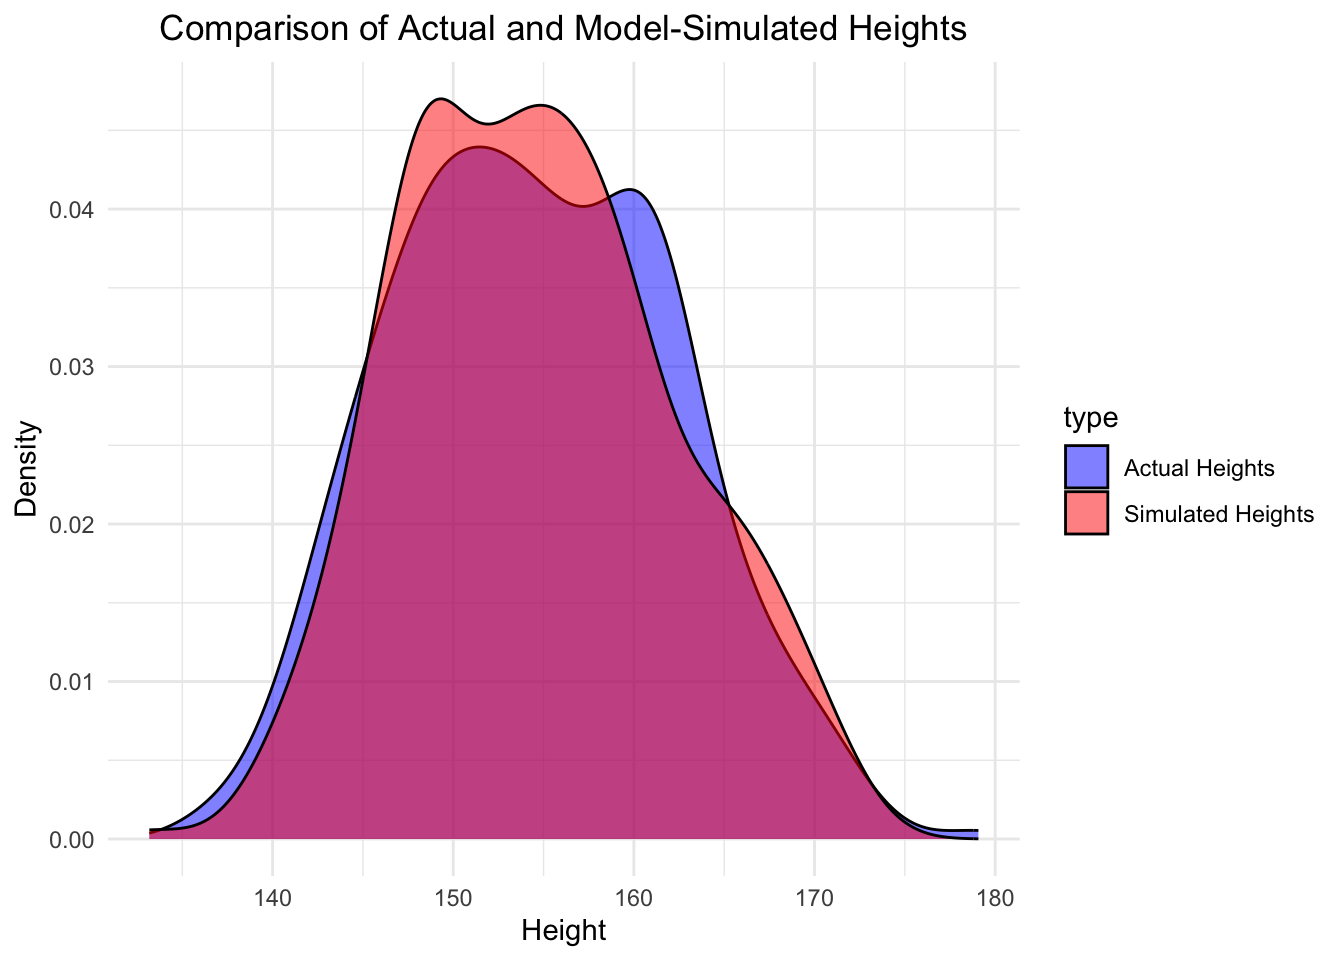 Comparison of Actual and Model-Simulated Heights
Density
0.04
0.03
0.02
0.01
0.00
140 150 160 170 180
Height
type
Actual Heights
Simulated Heights